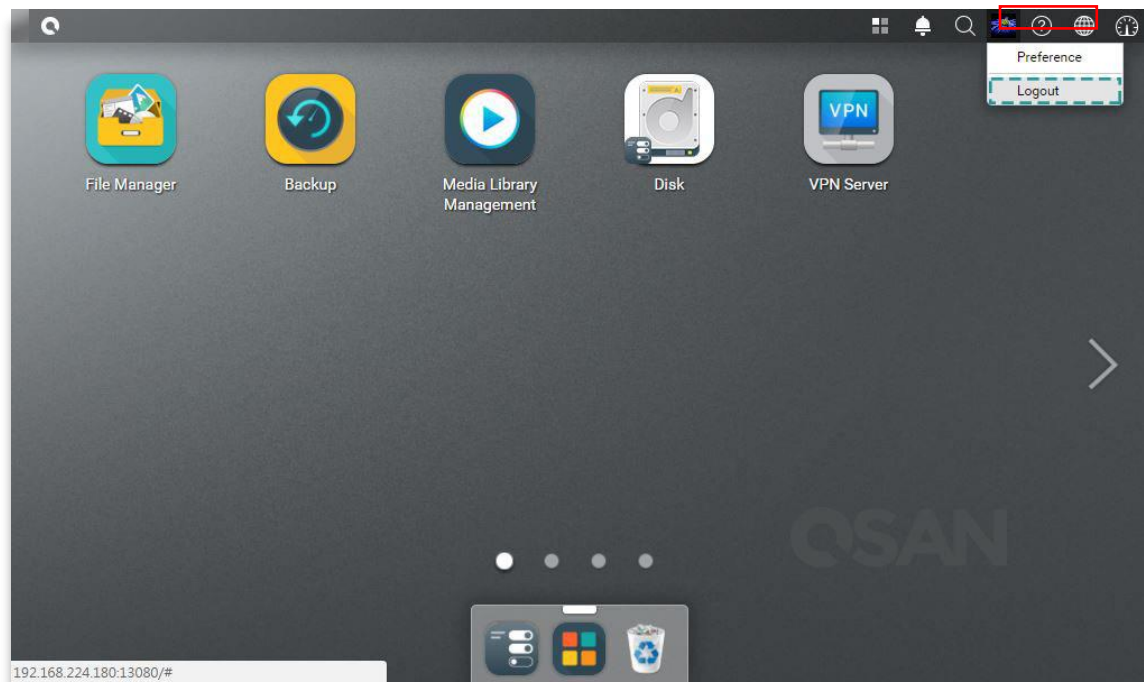 Preference
Logout
VPN
File Manager
Backup
Media Library
Management
Disk
VPN Server
QSAN
192.168.224.180:13080/#